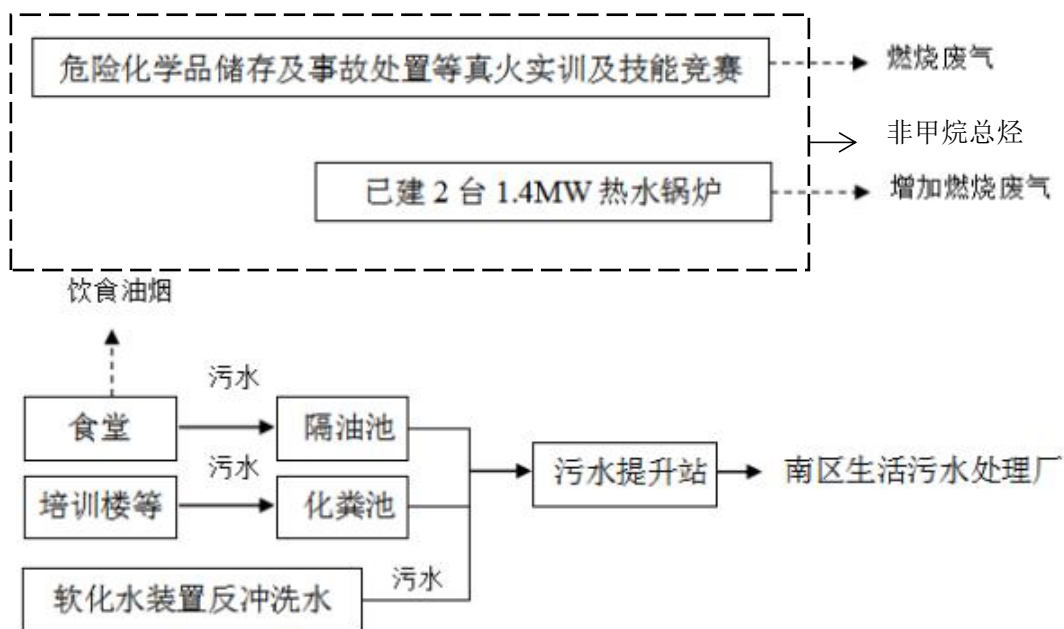 危险化学品储存及事故处置等真火实训及技能竞赛
燃烧废气
非甲烷总烃
已建 2 台 1.4MW 热水锅炉
增加燃烧废气
饮食油烟
污水
食堂
隔油池
污水
污水提升站
南区生活污水处理厂
培训楼等
化粪池
污水
软化水装置反冲洗水